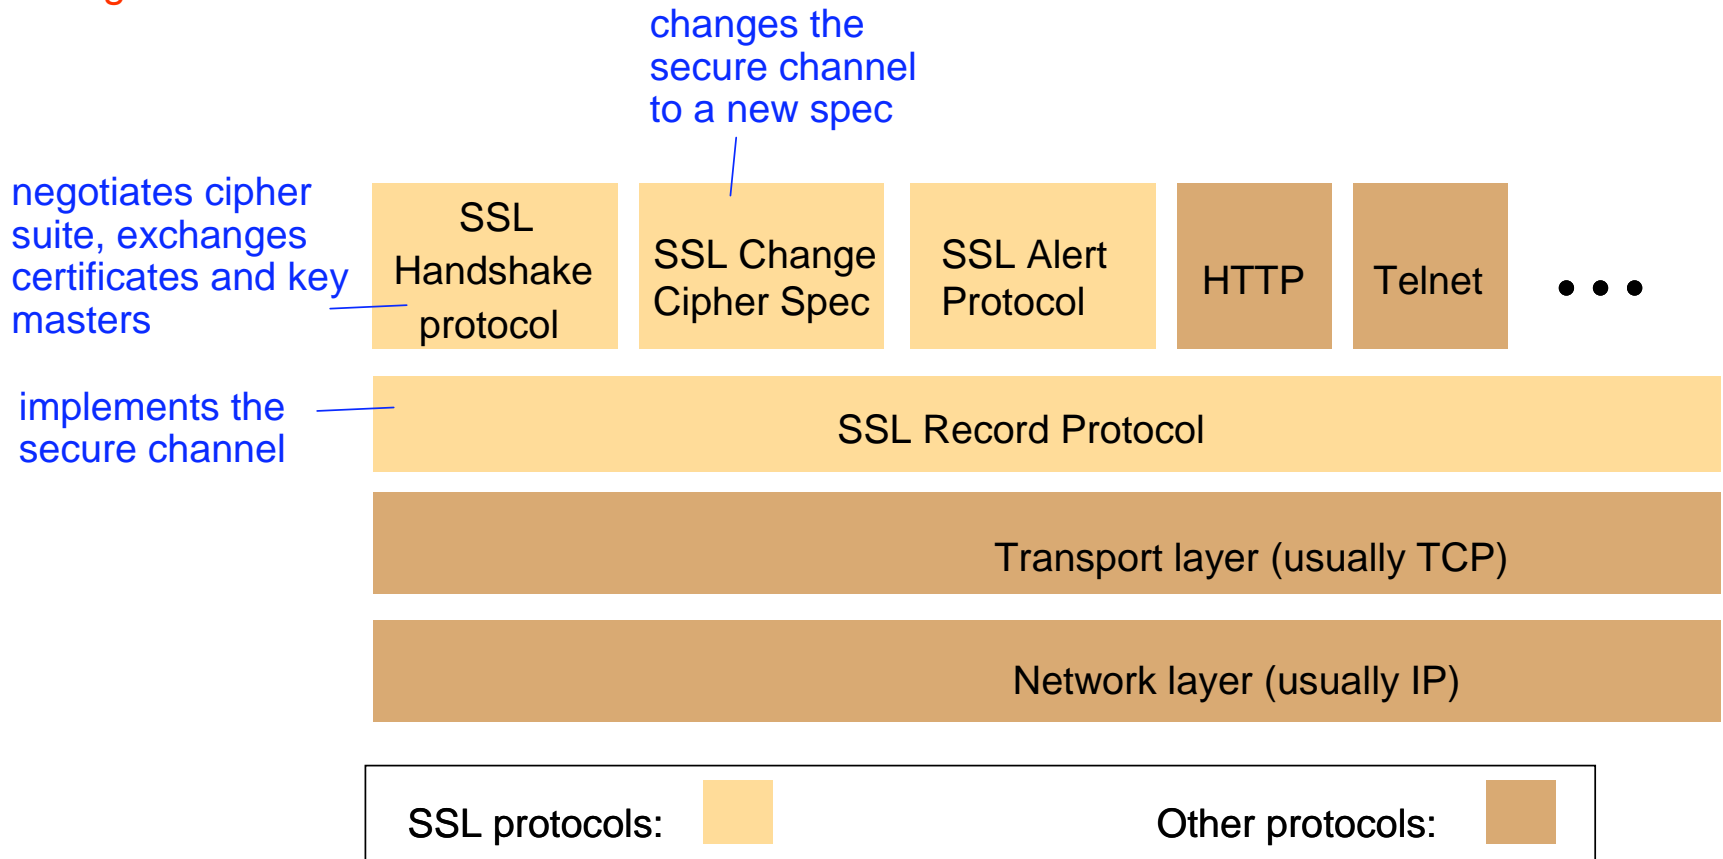 changes the
secure channel
to a new spec
negotiates cipher
suite, exchanges
certificates and key
masters
SSL
Handshake
protocol
SSL Change
Cipher Spec
SSL Alert
Protocol
HTTP
Telnet
implements the
secure channel
SSL Record Protocol
Transport layer (usually TCP)
Network layer (usually IP)
SSL protocols:
Other protocols: